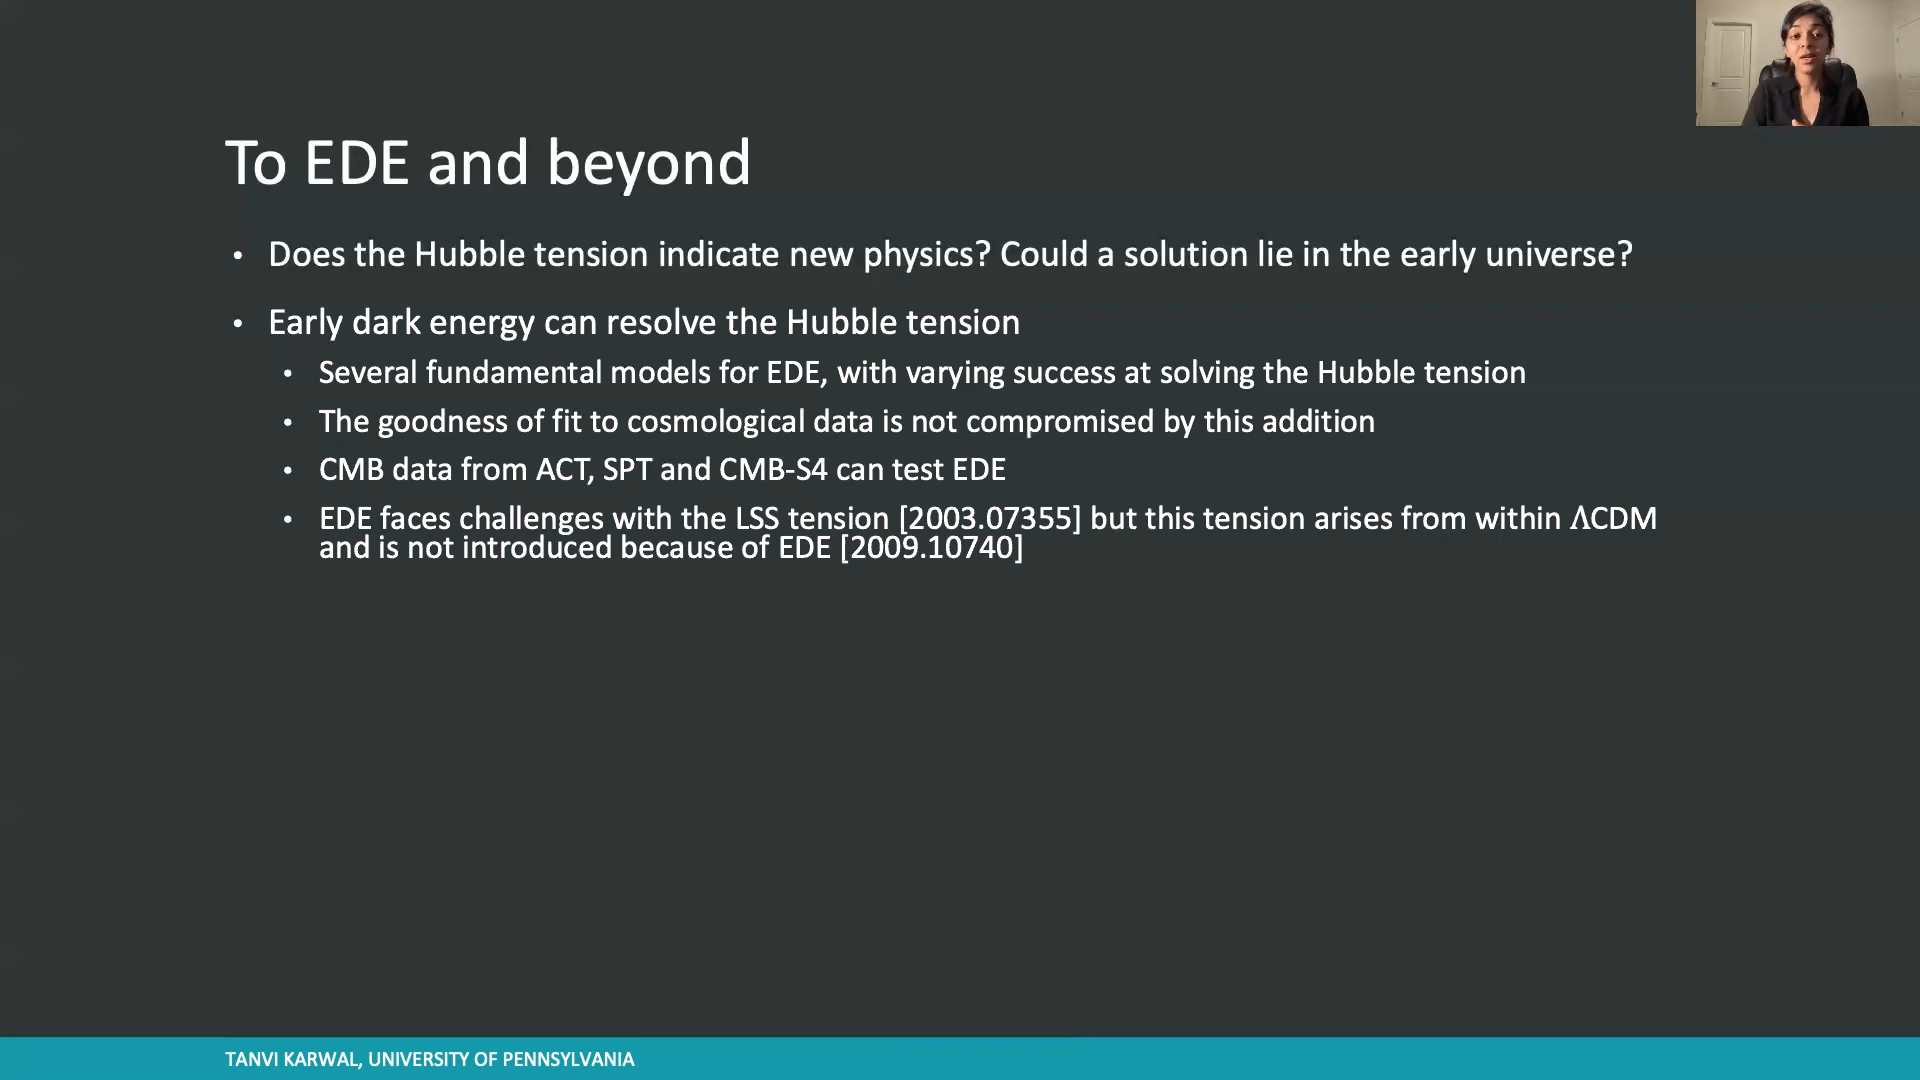 To EDE and beyond
• Does the Hubble tension indicate new physics? Could a solution lie in the early universe?
• Early dark energy can resolve the Hubble tension
• Several fundamental models for EDE, with varying success at solving the Hubble tension
• The goodness of fit to cosmological data is not compromised by this addition
• CMB data from ACT, SPT and CMB-S4 can test EDE
• EDE faces challenges with the LSS tension [2003.07355] but this tension arises from within ΛCDM
and is not introduced because of EDE [2009.10740]
TANVI KARWAL, UNIVERSITY OF PENNSYLVANIA